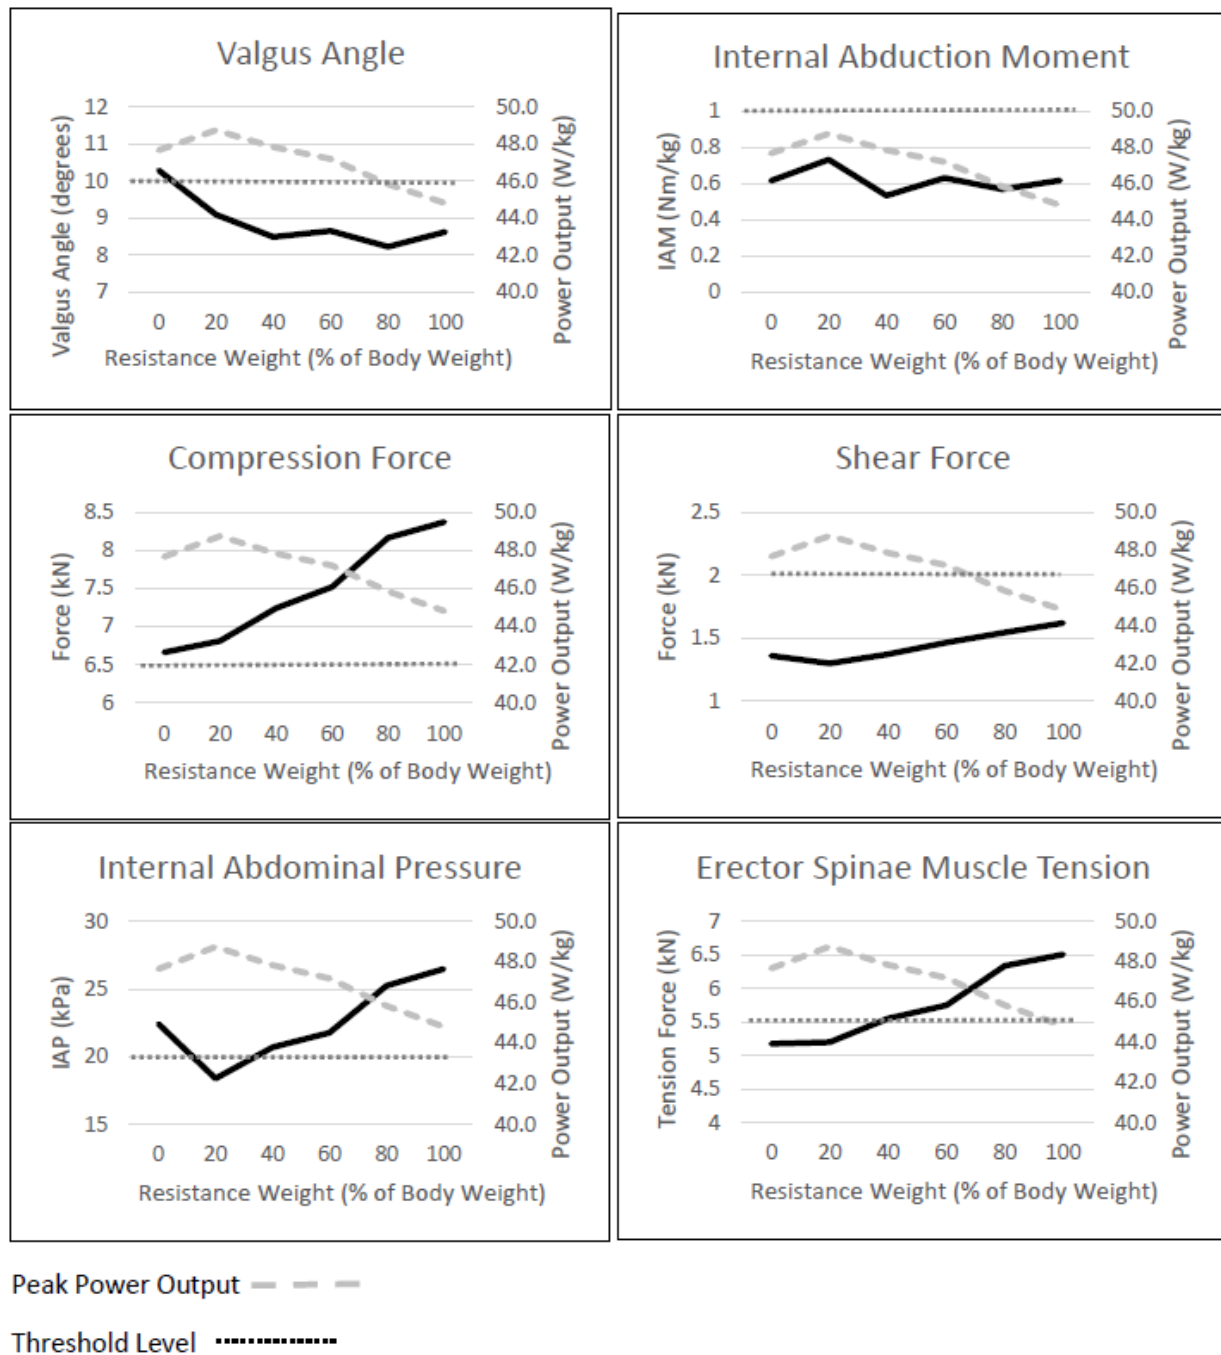 Valgus Angle
Valgus Angle (degrees)
12
11
10
9
8
7
50.0
48.0
46.0
44.0
42.0
40.0
Power Output (W/kg)
0 20 40 60 80 100
Resistance Weight (% of Body Weight)
Internal Abduction Moment
IAM (Nm/kg)
1
0.8
0.6
0.4
0.2
0
50.0
48.0
46.0
44.0
42.0
40.0
Power Output (W/kg)
0 20 40 60 80 100
Resistance Weight (% of Body Weight)
Compression Force
Force (kN)
8.5
8
7.5
7
6.5
6
50.0
48.0
46.0
44.0
42.0
40.0
Power Output (W/kg)
0 20 40 60 80 100
Resistance Weight (% of Body Weight)
Shear Force
Force (kN)
2.5
2
1.5
1
50.0
48.0
46.0
44.0
42.0
40.0
Power Output (W/kg)
0 20 40 60 80 100
Resistance Weight (% of Body Weight)
Internal Abdominal Pressure
IAP (kPa)
30
25
20
15
50.0
48.0
46.0
44.0
42.0
40.0
Power Output (W/kg)
0 20 40 60 80 100
Resistance Weight (% of Body Weight)
Erector Spinae Muscle Tension
Tension Force (kN)
7
6.5
6
5.5
5
4.5
4
50.0
48.0
46.0
44.0
42.0
40.0
Power Output (W/kg)
0 20 40 60 80 100
Resistance Weight (% of Body Weight)
Peak Power Output
Threshold Level